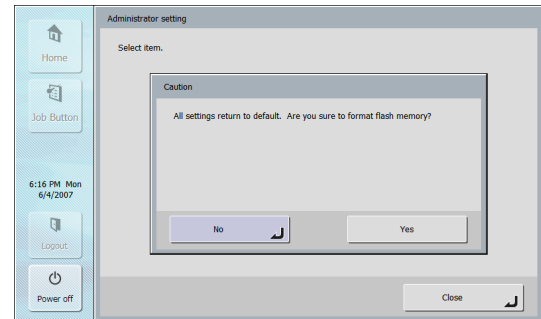 Administrator setting
Home
Select item.
Caution
Job Button
All settings return to default. Are you sure to format flash memory?
6:16 PM Mon
6/4/2007
No
Yes
Logout
Power off
Close